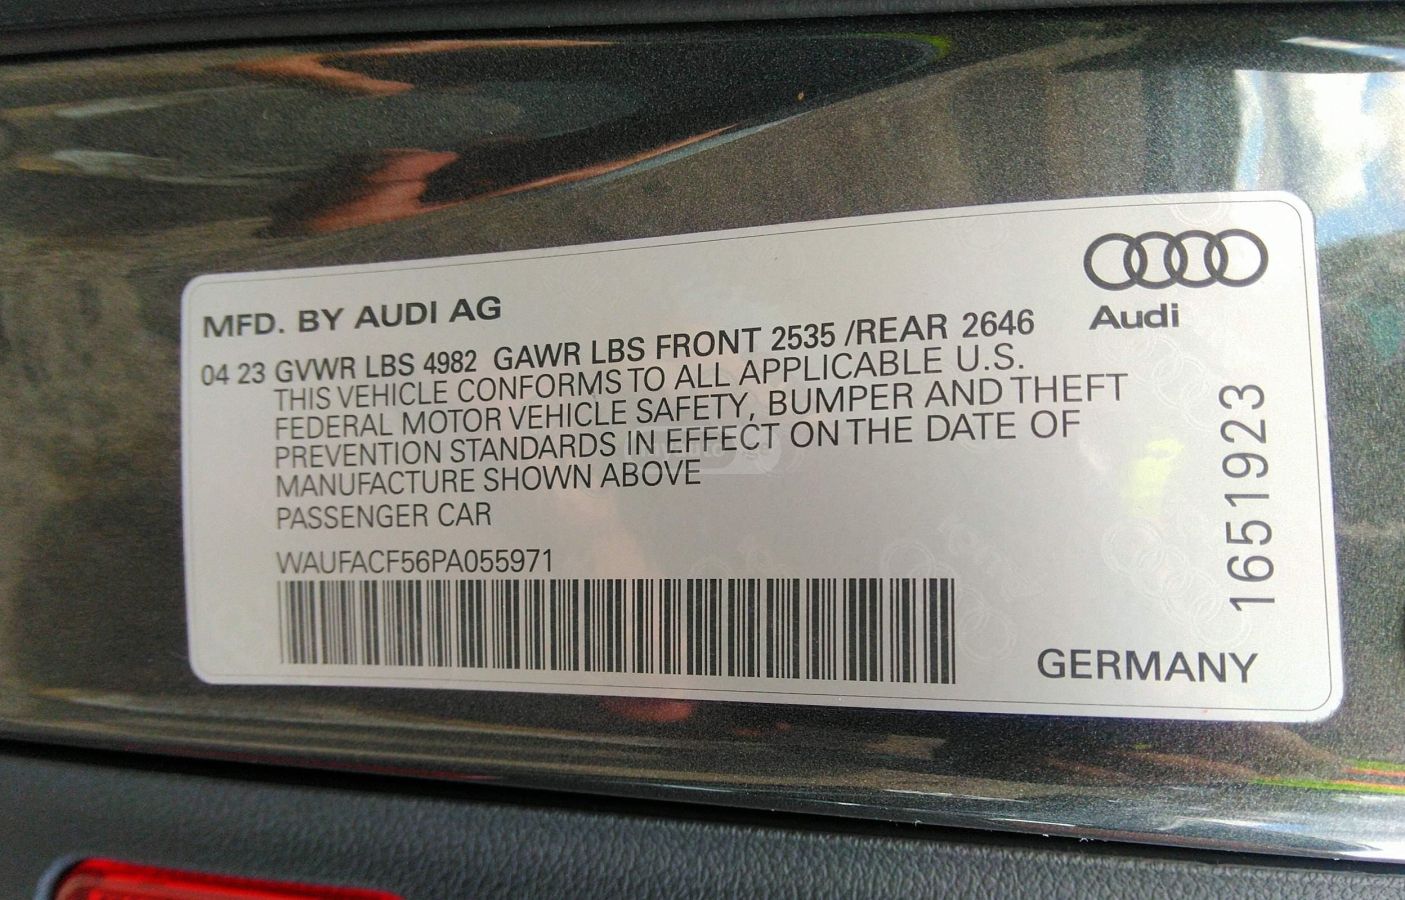 MFD. BY AUDI AG
Audi
04 23 GVWR LBS 4982 GAWR LBS FRONT 2535 /REAR 2646
THIS VEHICLE CONFORMS TO ALL APPLICABLE U.S.
FEDERAL MOTOR VEHICLE SAFETY, BUMPER AND THEFT
PREVENTION STANDARDS IN EFFECT ON THE DATE OF
MANUFACTURE SHOWN ABOVE
PASSENGER CAR
WAUFACF56PA055971
1651923
GERMANY